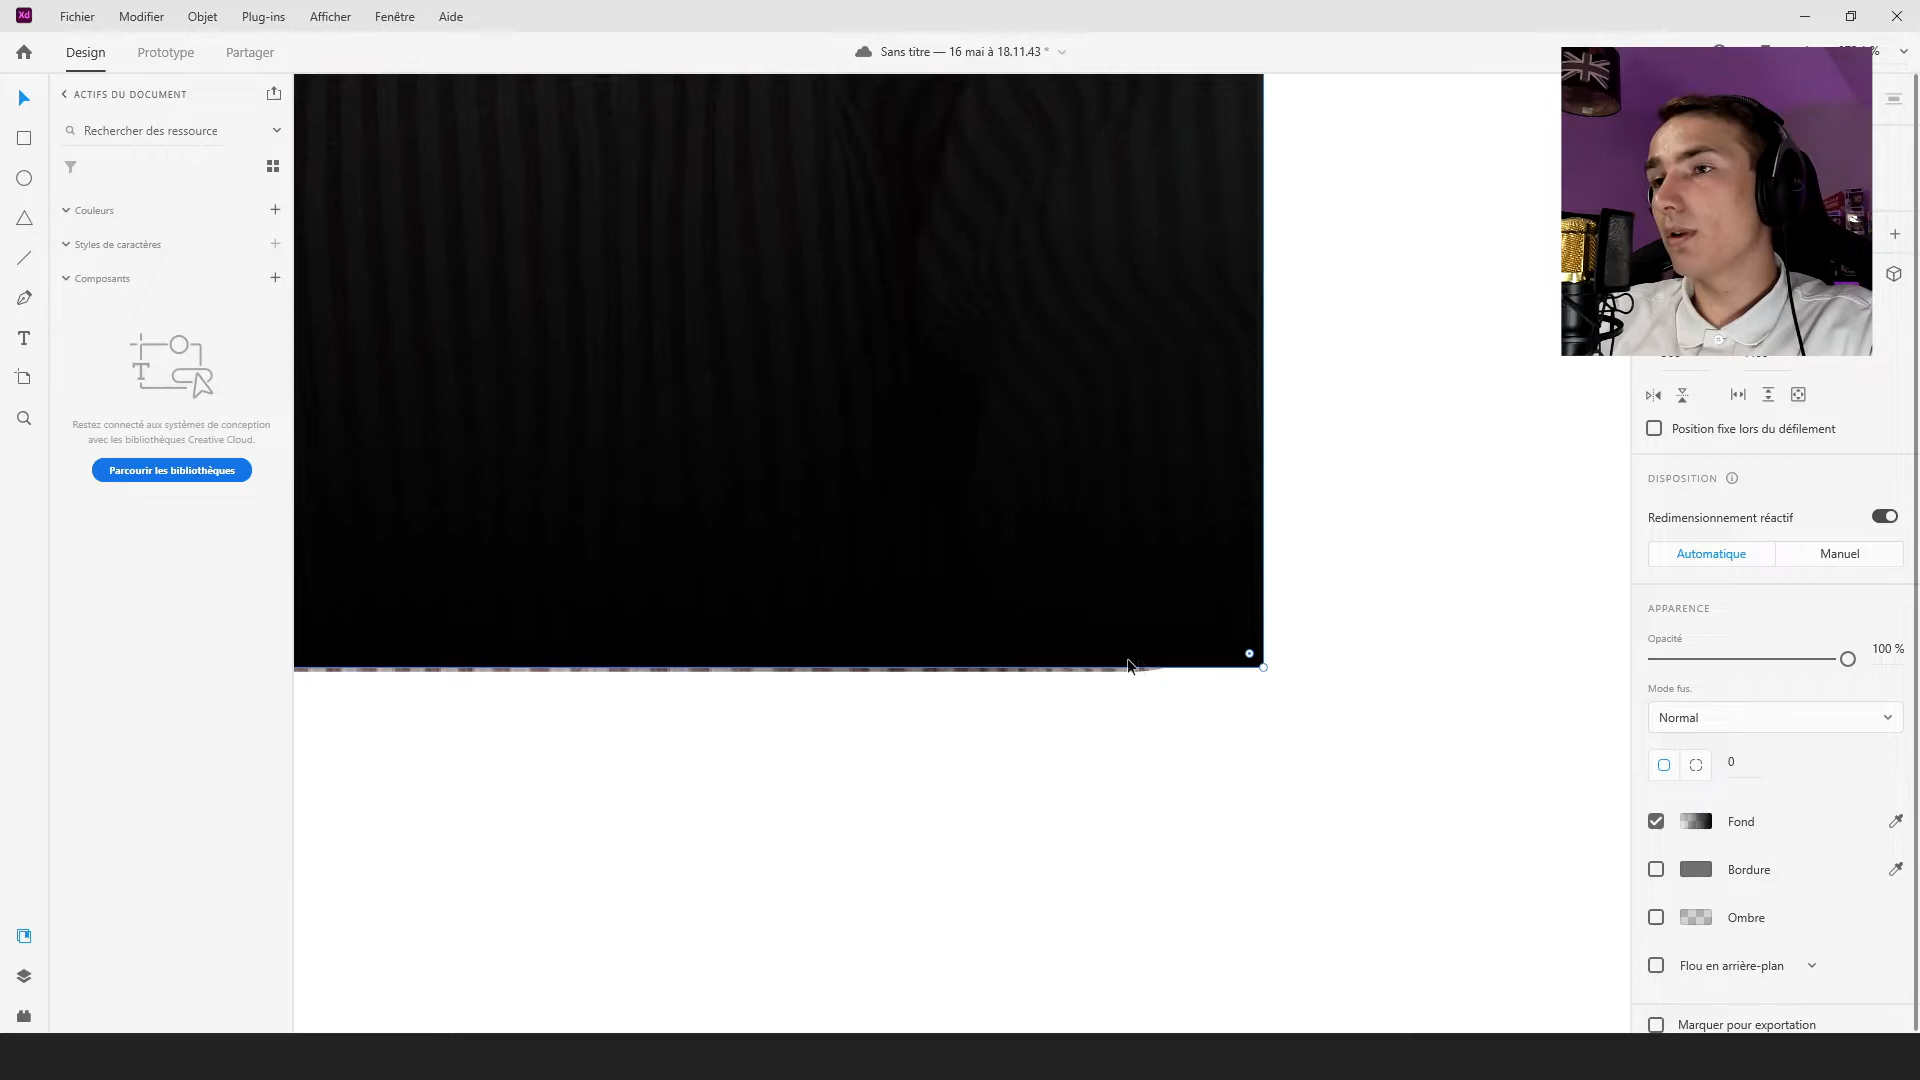 Xd
Fichier
Modifier
Objet
Plug-ins
Afficher
Fenêtre
Aide
Design
Prototype
Partager
Sans titre — 16 mai à 18.11.43 *
ACTIFS DU DOCUMENT
Rechercher des ressource
Couleurs
Styles de caractères
Composants
Restez connecté aux systèmes de conception
avec les bibliothèques Creative Cloud.
Parcourir les bibliothèques
Position fixe lors du défilement
DISPOSITION
Redimensionnement réactif
Automatique
Manuel
APPARENCE
Opacité
100 %
Mode fus.
Normal
0
Fond
Bordure
Ombre
Flou en arrière-plan
Marquer pour exportation